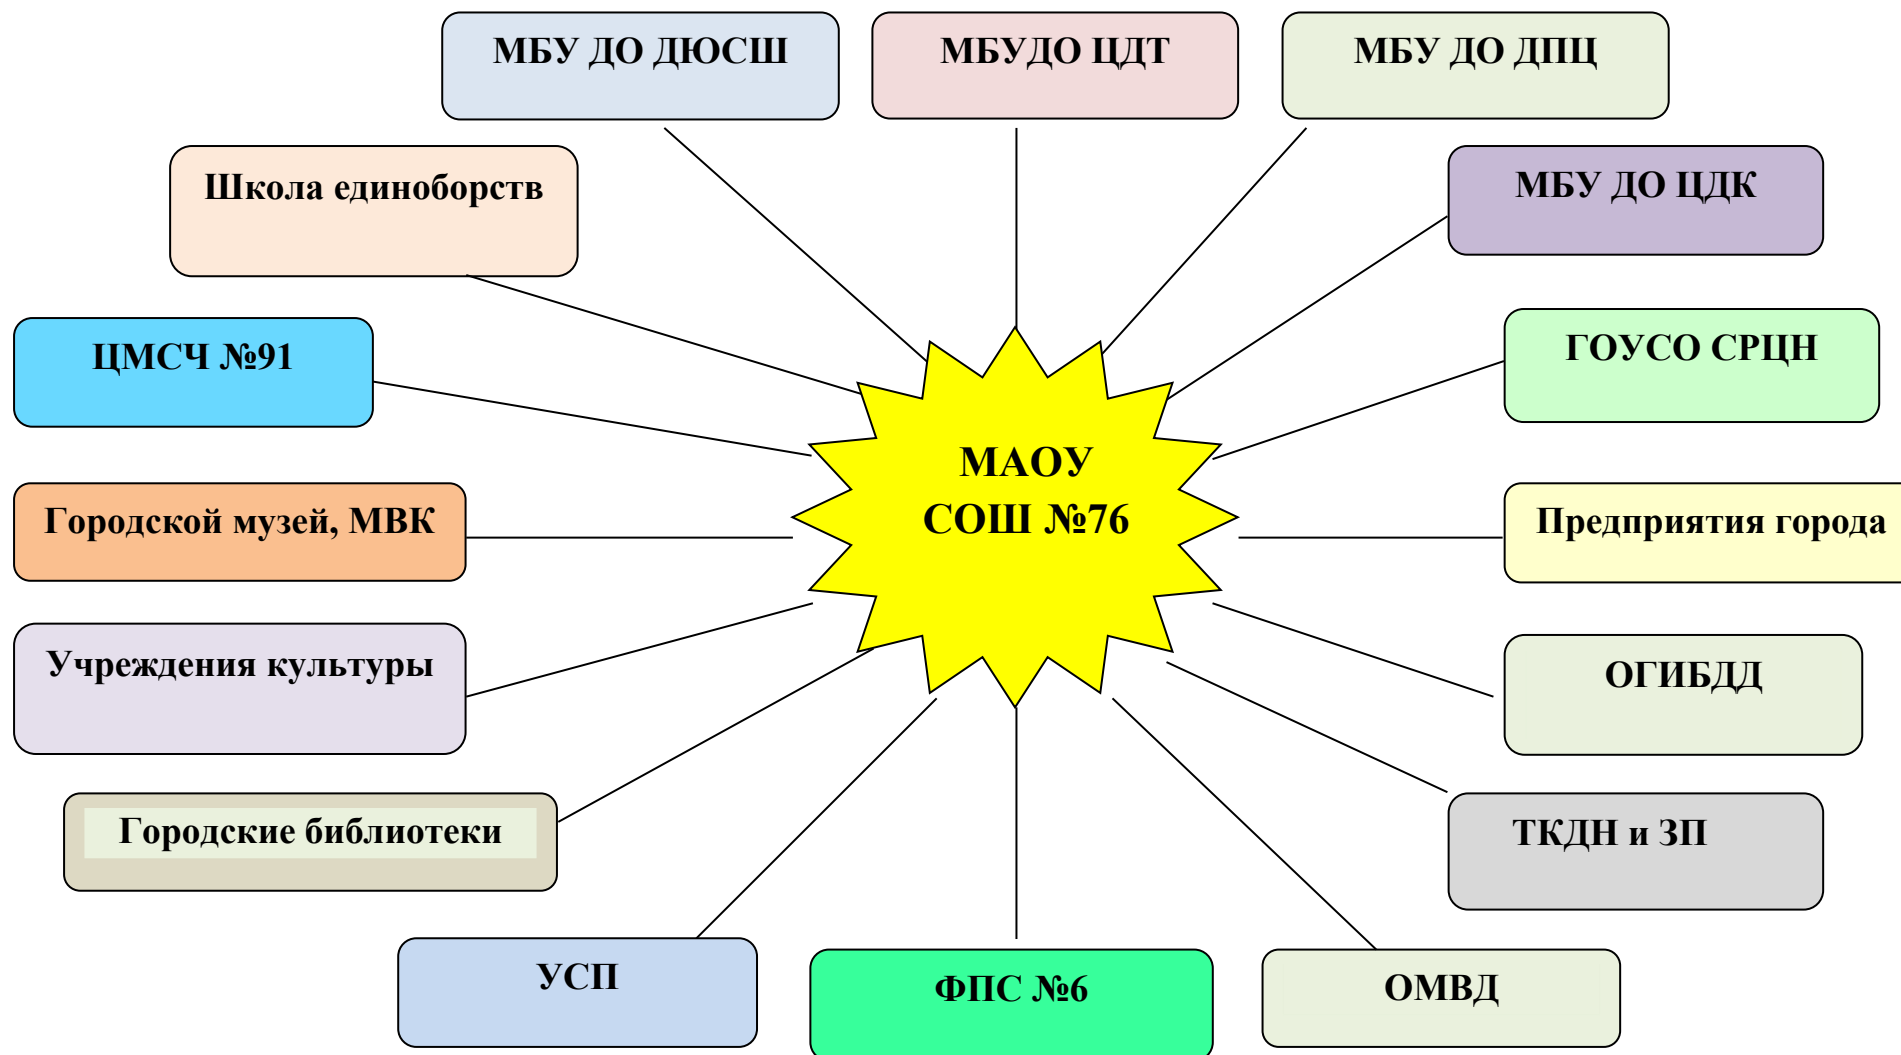 МБУ ДО ДЮСШ
МБУДО ЦДТ
МБУ ДО ДПЦ
Школа единоборств
МБУ ДО ЦДК
ЦМСЧ №91
ГОУСО СРЦН
МАОУ
СОШ №76
Городской музей, МВК
Предприятия города
Учреждения культуры
ОГИБДД
Городские библиотеки
ТКДН и ЗП
УСП
ФПС №6
ОМВД